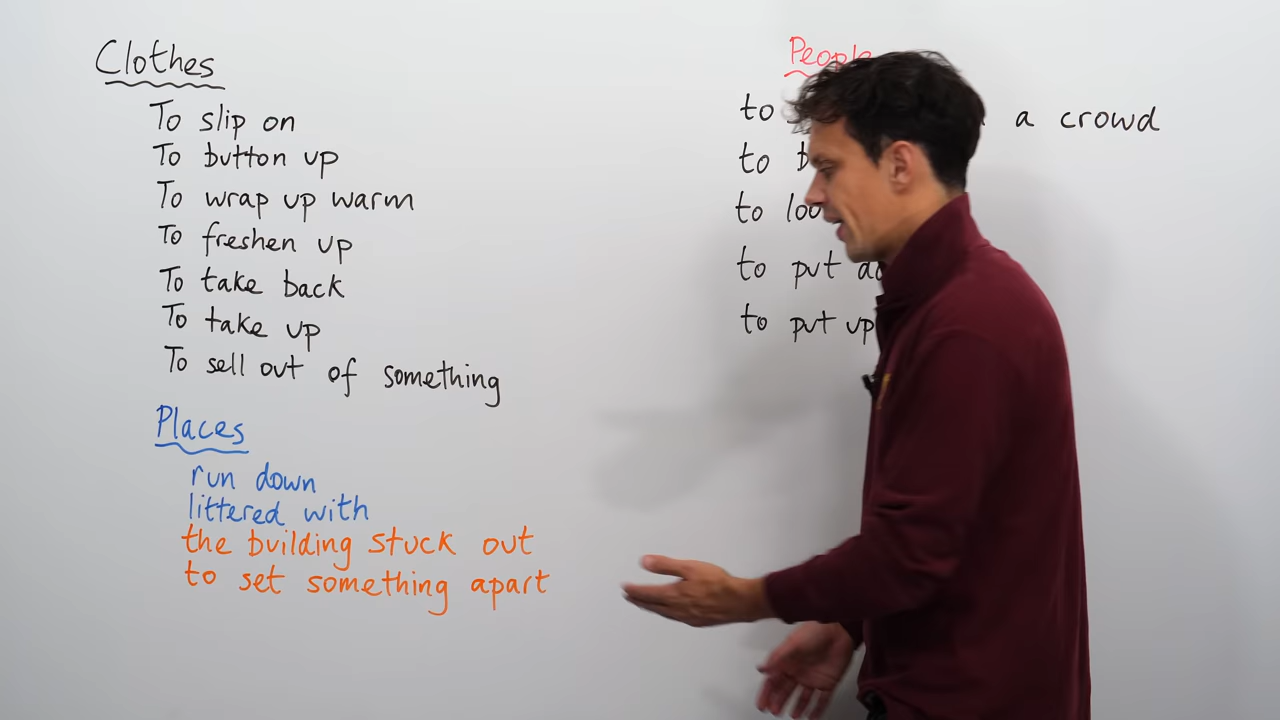 Clothes
To slip on
To button up
To wrap up warm
To freshen up
To take back
To take up
To sell out of something
Places
run down
littered with
the building stuck out
to set something apart
People
to a crowd
to
to
to put
to put up